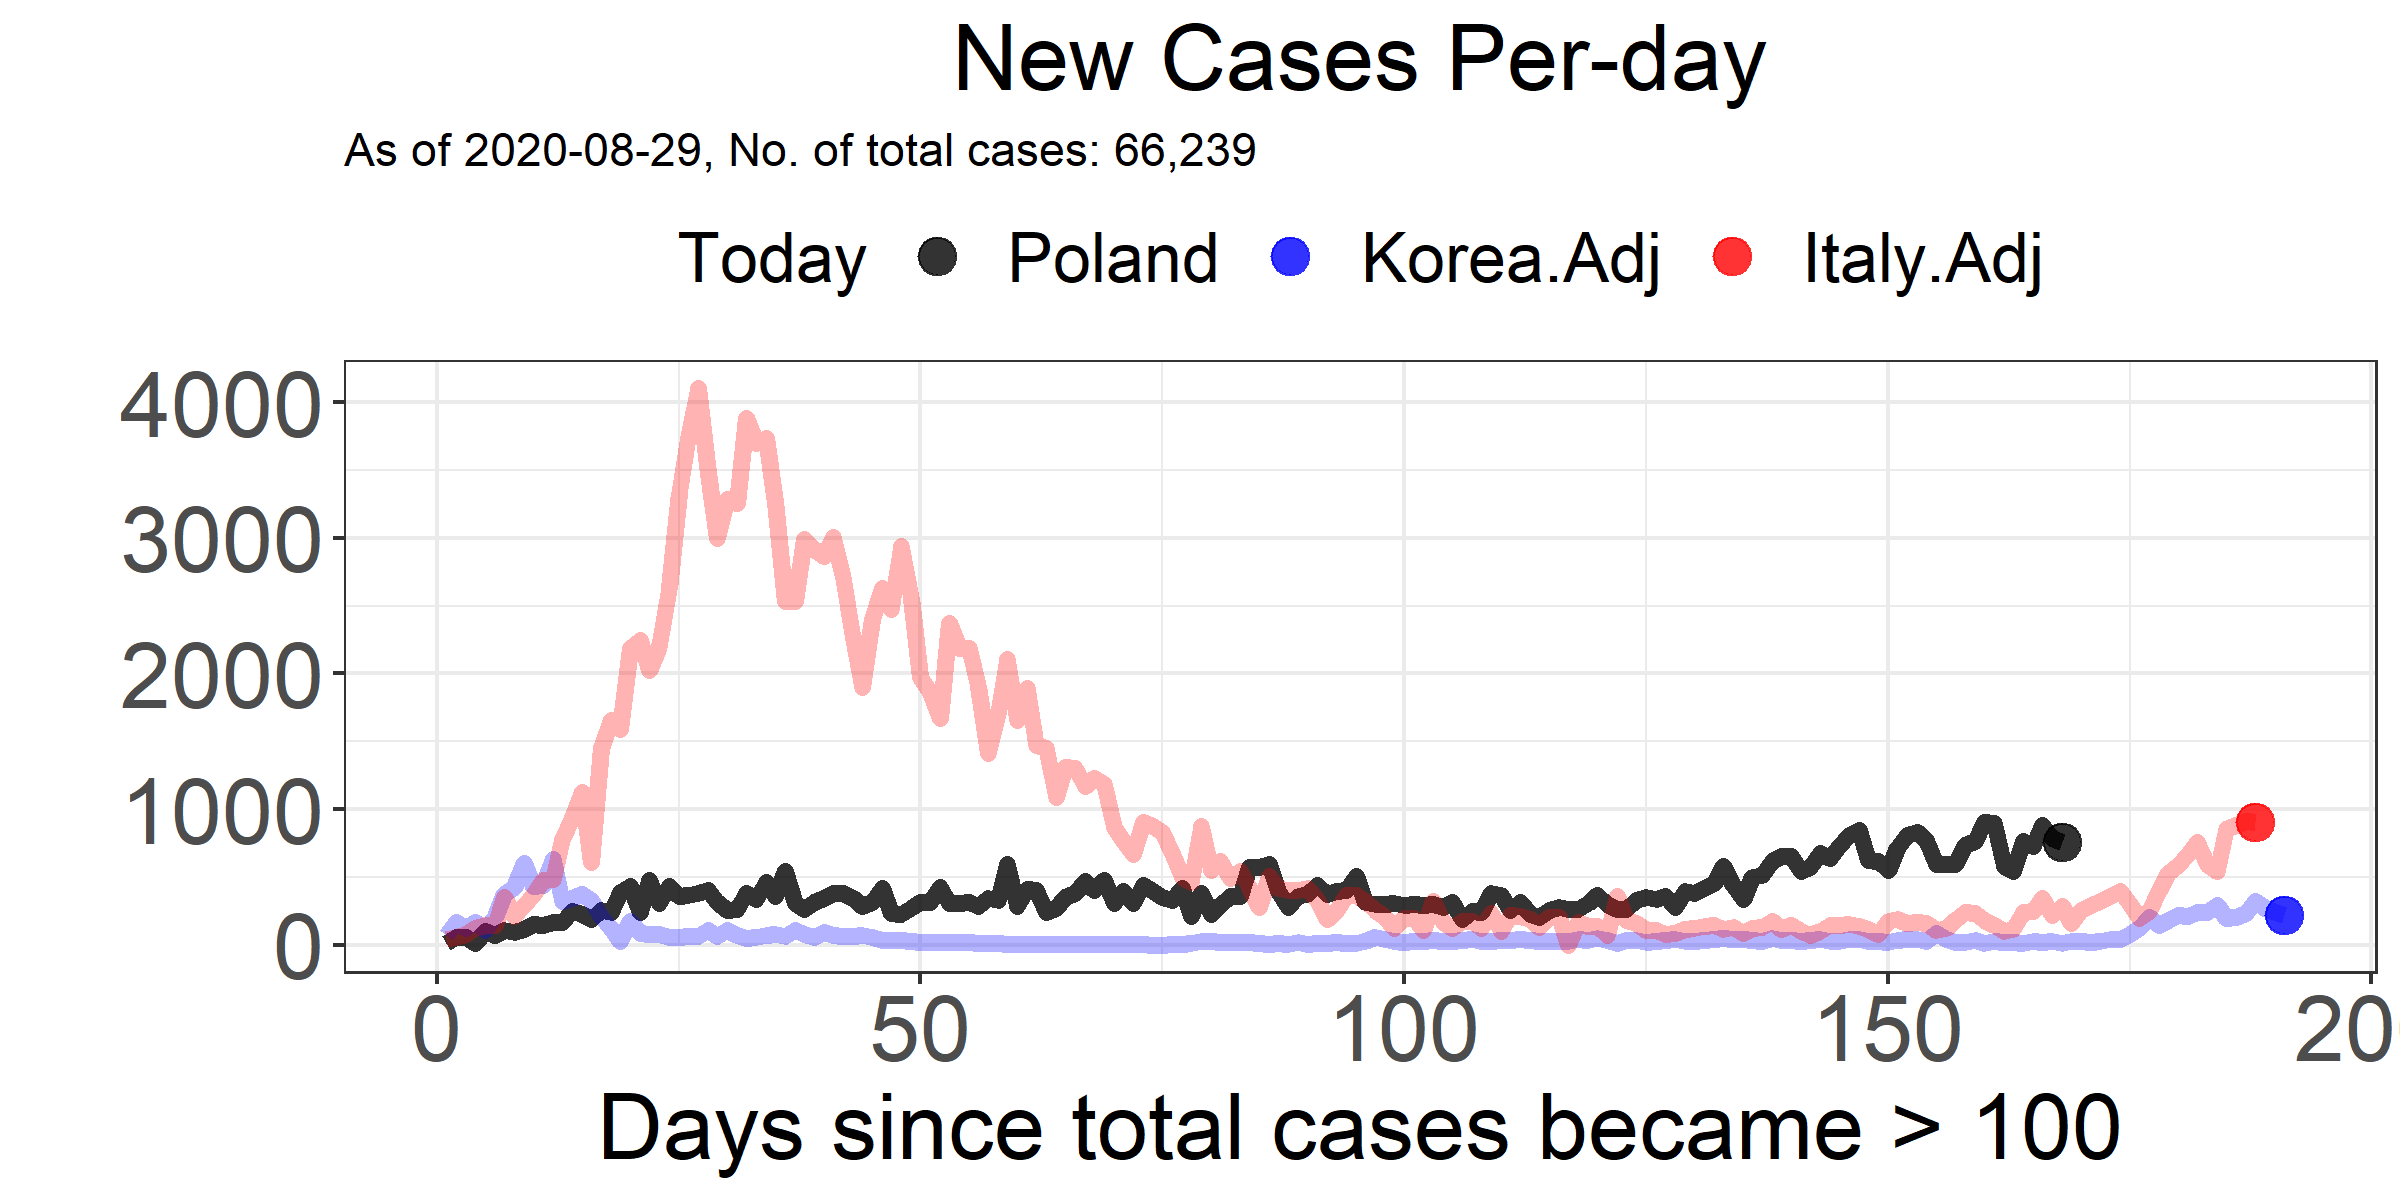 New Cases Per-day
As of 2020-08-29, No. of total cases: 66,239
Today Poland Korea.Adj Italy.Adj
4000
3000
2000
1000
0
0 50 100 150 20
Days since total cases became > 100